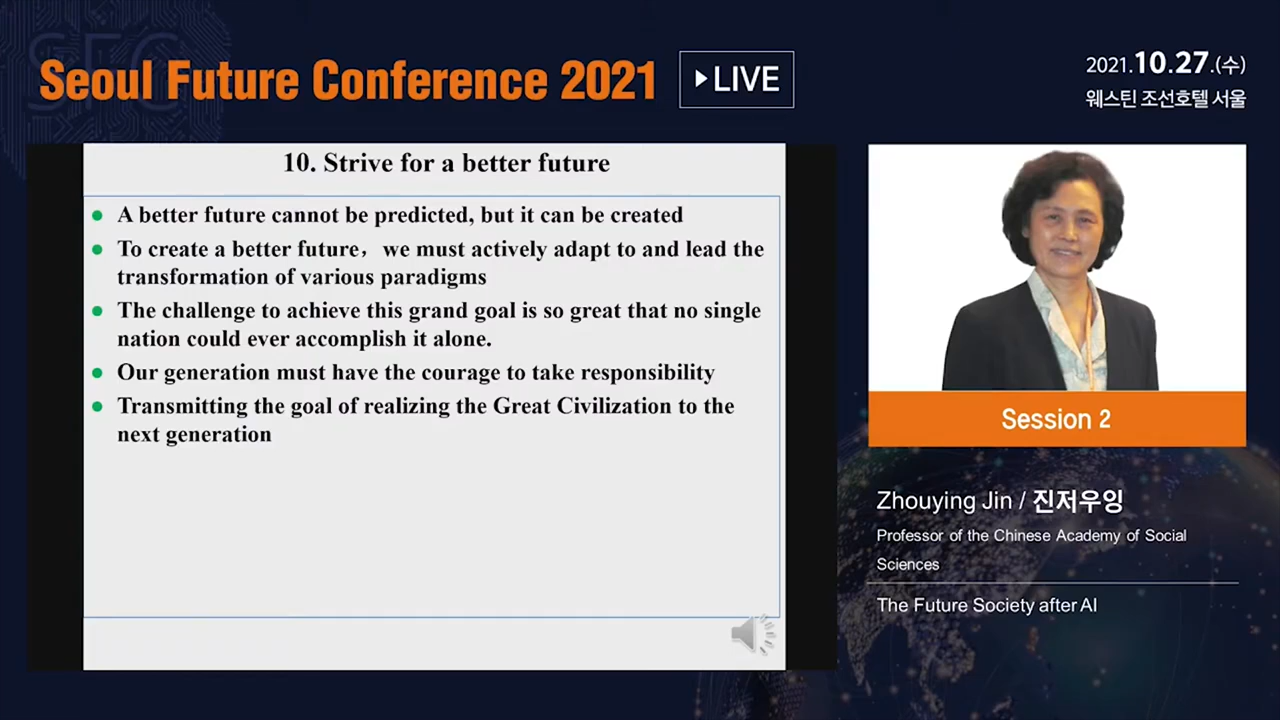 SFC
Seoul Future Conference 2021
LIVE
2021.10.27.(수)
웨스틴 조선호텔 서울
10. Strive for a better future
A better future cannot be predicted, but it can be created
To create a better future，we must actively adapt to and lead the
transformation of various paradigms
The challenge to achieve this grand goal is so great that no single
nation could ever accomplish it alone.
Our generation must have the courage to take responsibility
Transmitting the goal of realizing the Great Civilization to the
next generation
Session 2
Zhouying Jin / 진저우잉
Professor of the Chinese Academy of Social
Sciences
The Future Society after AI